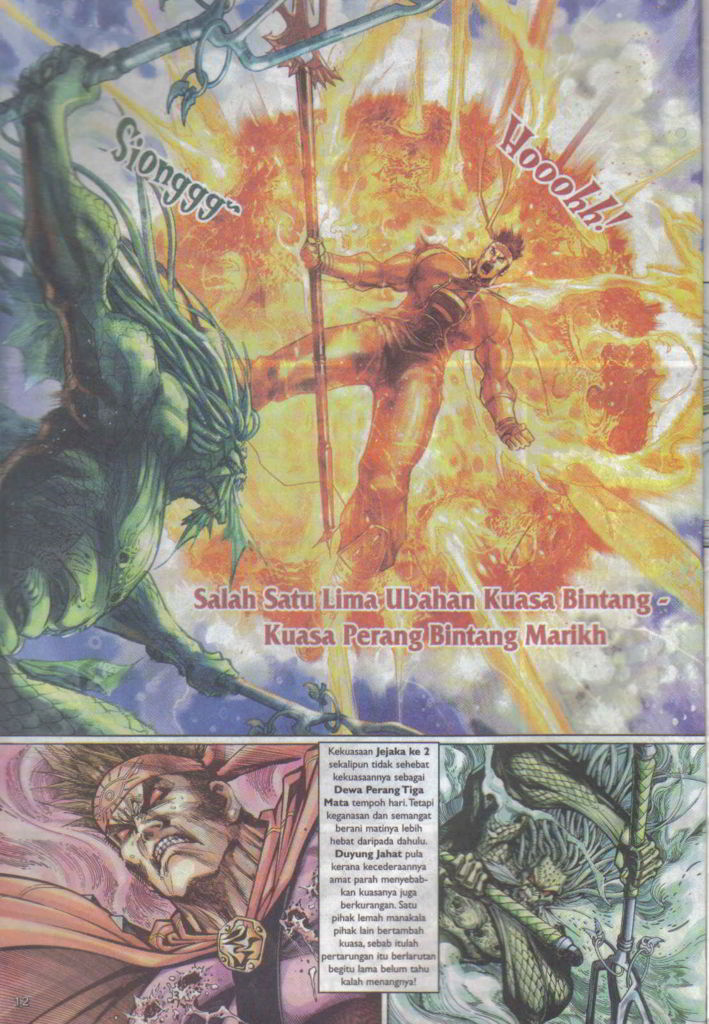 Siongggg~
Hoooohh!!
Salah Satu Lima Ubahan Kuasa Bintang -
Kuasa Perang Bintang Marikh
Kekuasaan Jejaka ke 2
sekalipun tidak sehebat
kekuasaannya sebagai
Dewa Perang Tiga
Mata tempoh hari. Tetapi
keganasan dan semangat
berani matinya lebih
hebat daripada dahulu.
Duyung Jahat pula
kerana kecederaannya
amat parah menyebab-
kan kuasanya juga
berkurangan. Satu
pihak lemah manakala
pihak lain bertambah
kuasa, sebab itulah
pertarungan itu berlarutan
begitu lama belum tahu
kalah menangnya!
12